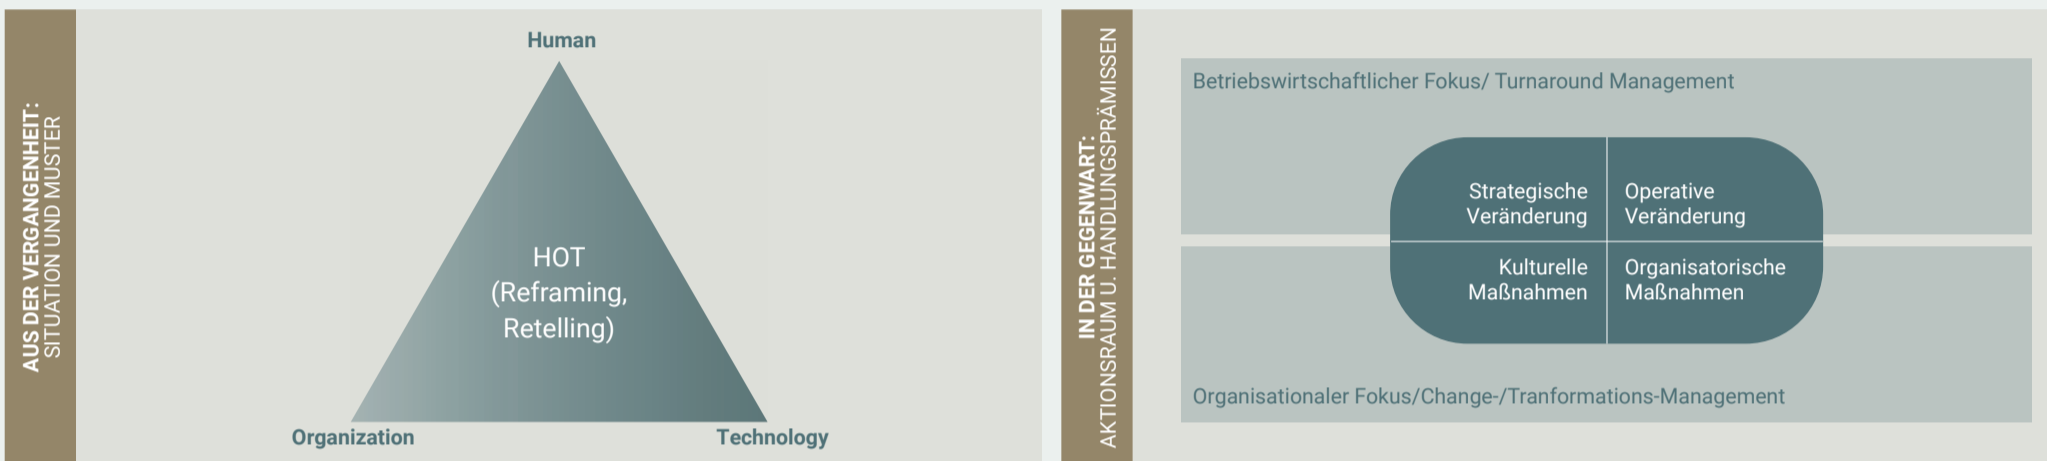 AUS DER VERGANGENHEIT:
SITUATION UND MUSTER
Human
HOT
(Reframing,
Retelling)
Organization
Technology
IN DER GEGENWART:
AKTIONSRAUM U. HANDLUNGSPRÄMISSEN
Betriebswirtschaftlicher Fokus/ Turnaround Management
Strategische
Veränderung
Operative
Veränderung
Kulturelle
Maßnahmen
Organisatorische
Maßnahmen
Organisationaler Fokus/Change-/Tranformations-Management